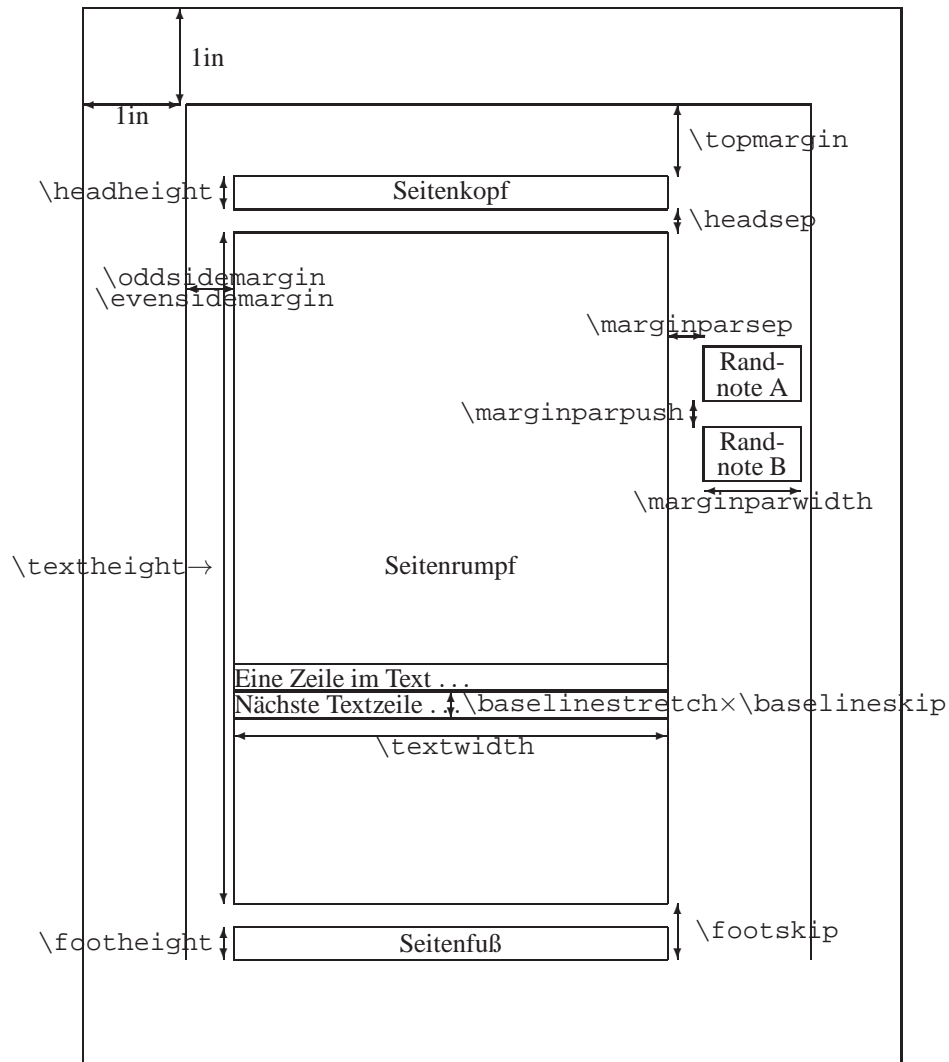 1in
1in
\topmargin
\headheight
Seitenkopf
\headsep
\oddsidemargin
\evensidemargin
\marginparsep
Rand-
note A
\marginparpush
Rand-
note B
\marginparwidth
\textheight→
Seitenrumpf
Eine Zeile im Text . . .
Nächste Textzeile . . . \baselinestretch×\baselineskip
\textwidth
\footskip
\footheight
Seitenfuß